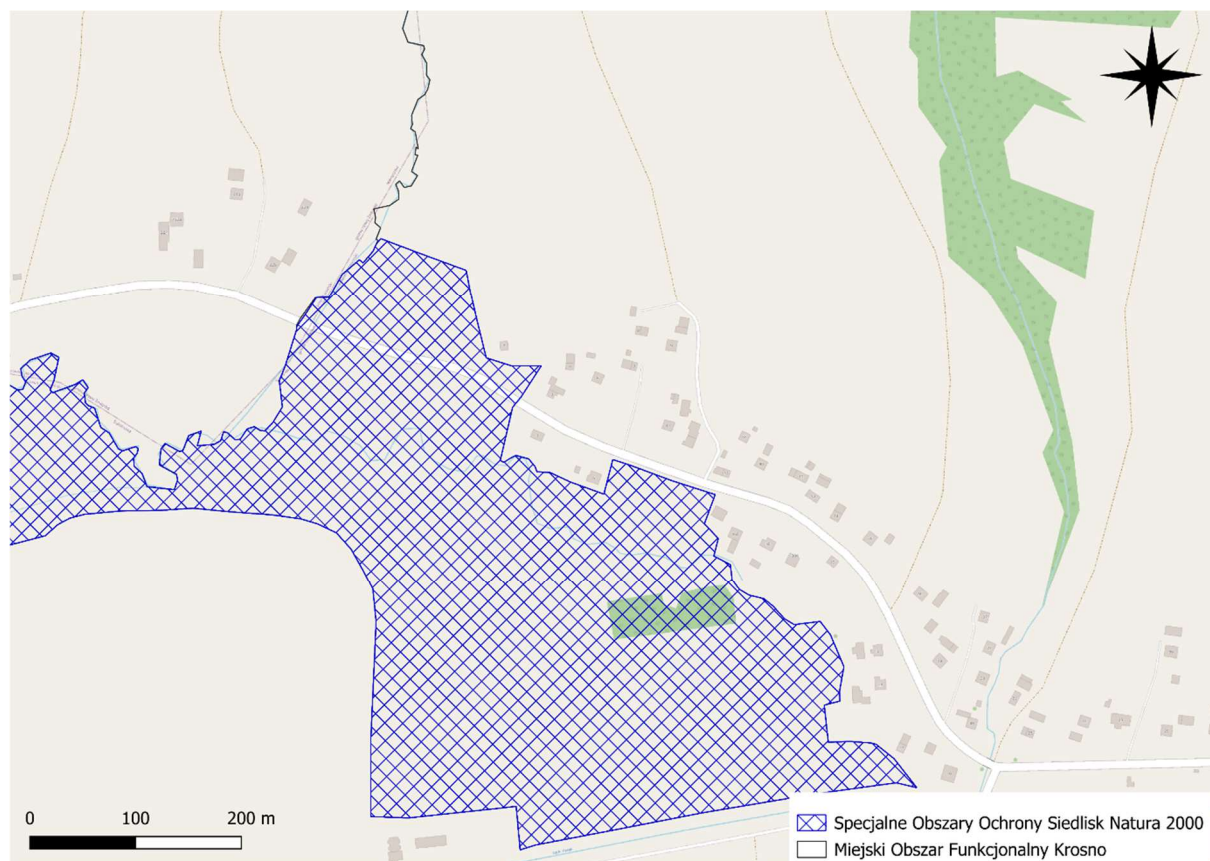 0 100 200 m
Specjalne Obszary Ochrony Siedlisk Natura 2000
Miejski Obszar Funkcjonalny Krosno